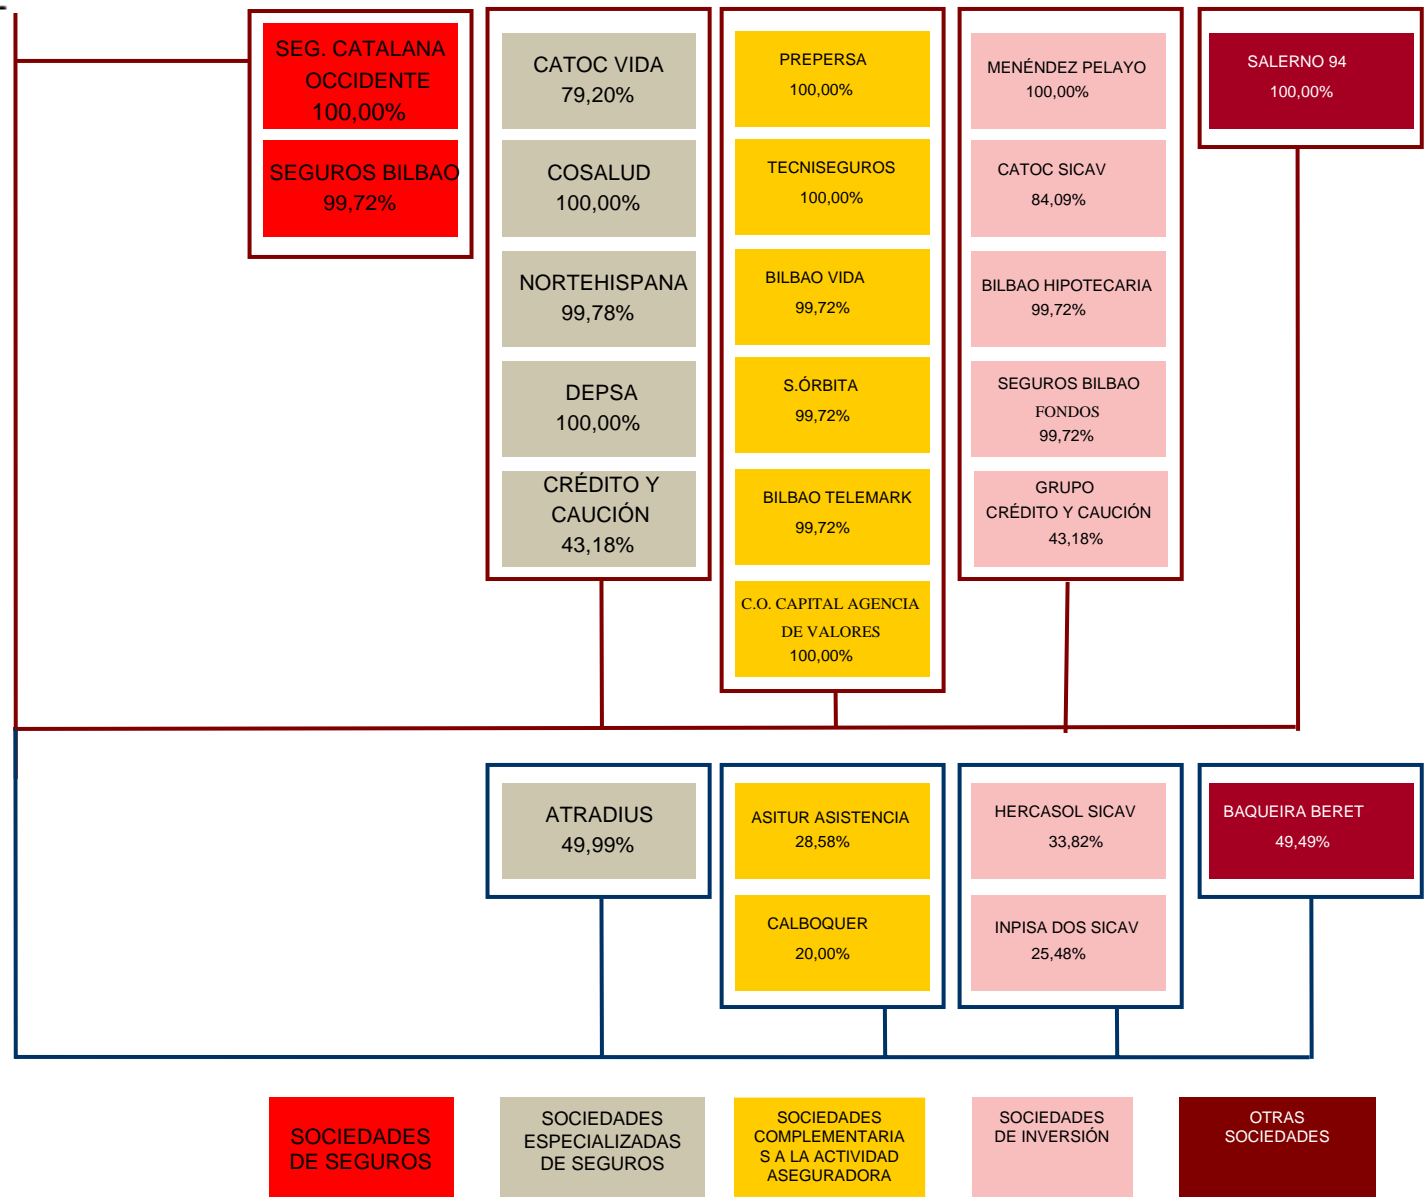 SEG. CATALANA
OCCIDENTE
100,00%
SEGUROS BILBAO
99,72%
CATOC VIDA
79,20%
COSALUD
100,00%
NORTEHISPANA
99,78%
DEPSA
100,00%
CRÉDITO Y
CAUCIÓN
43,18%
PREPERSA
100,00%
TECNISEGUROS
100,00%
BILBAO VIDA
99,72%
S.ÓRBITA
99,72%
BILBAO TELEMARK
99,72%
C.O. CAPITAL AGENCIA
DE VALORES
100,00%
MENÉNDEZ PELAYO
100,00%
CATOC SICAV
84,09%
BILBAO HIPOTECARIA
99,72%
SEGUROS BILBAO
FONDOS
99,72%
GRUPO
CRÉDITO Y CAUCIÓN
43,18%
SALERNO 94
100,00%
ATRADIUS
49,99%
ASITUR ASISTENCIA
28,58%
CALBOQUER
20,00%
HERCASOL SICAV
33,82%
INPISA DOS SICAV
25,48%
BAQUEIRA BERET
49,49%
SOCIEDADES
DE SEGUROS
SOCIEDADES
ESPECIALIZADAS
DE SEGUROS
SOCIEDADES
COMPLEMENTARIA
S A LA ACTIVIDAD
ASEGURADORA
SOCIEDADES
DE INVERSIÓN
OTRAS
SOCIEDADES